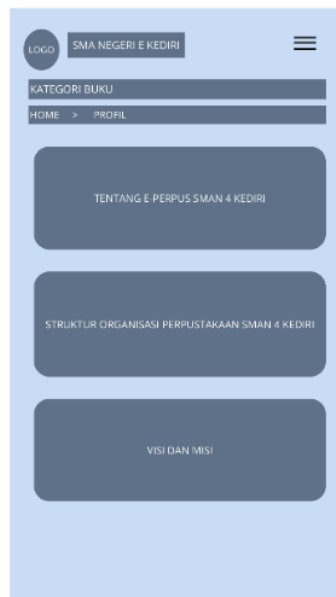 LOGO
SMA NEGERI E KEDIRI
KATEGORI BUKU
HOME > PROFIL
TENTANG E-PERPUS SMAN 4 KEDIRI
STRUKTUR ORGANISASI PERPUSTAKAAN SMAN 4 KEDIRI
VISI DAN MISI